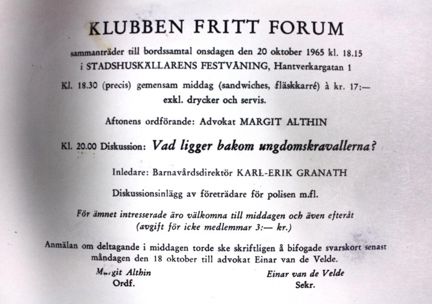 KLUBBEN FRITT FORUM
sammanträder till bordssamtal onsdagen den 20 oktober 1965 kl. 18.15
i STADSHUSKÄLLARENS FESTVÅNING, Hantverkargatan 1
Kl. 18.30 (precis) gemensam middag (sandwiches, fläskkarré) à kr. 17:—
exkl. drycker och servis.
Aftonens ordförande: Advokat MARGIT ALTHIN
Kl. 20.00 Diskussion: Vad ligger bakom ungdomskravallerna?
Inledare: Barnavårdsdirektör KARL-ERIK GRANATH
Diskussionsinlägg av företrädare för polisen m.fl.
För ämnet intresserade äro välkomna till middagen och även efteråt
(avgift för icke medlemmar 3:— kr.)
Anmälan om deltagande i middagen torde ske skriftligen å bifogade svarskort senast
måndagen den 18 oktober till advokat Einar van de Velde.
Margit Althin Einar van de Velde
Ordf. Sekr.